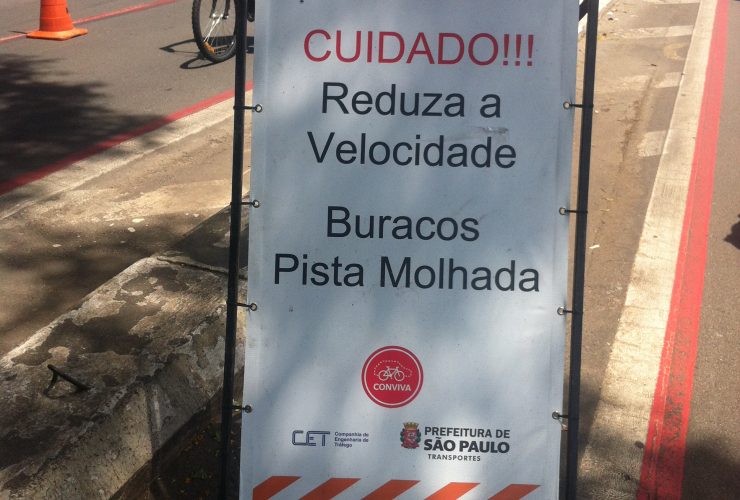 CUIDADO!!!
Reduza a
Velocidade
Buracos
Pista Molhada
CONVIVA
CET
Companhia de
Engenharia de
Tráfego
PREFEITURA DE
SÃO PAULO
TRANSPORTES